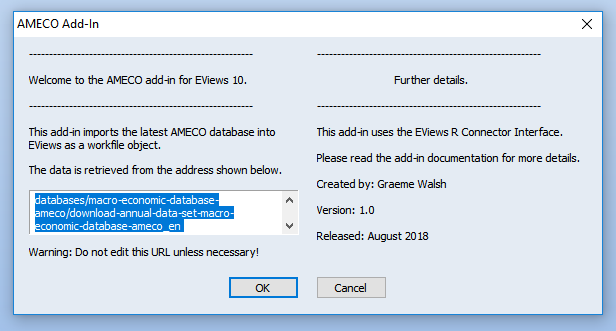 AMECO Add-In
--------------------------------------------------------
Welcome to the AMECO add-in for EViews 10.
--------------------------------------------------------
This add-in imports the latest AMECO database into
EViews as a workfile object.
The data is retrieved from the address shown below.
databases/macro-economic-database-
ameco/download-annual-data-set-macro-
economic-database-ameco_en
Warning: Do not edit this URL unless necessary!
--------------------------------------------------------
Further details.
--------------------------------------------------------
This add-in uses the EViews R Connector Interface.
Please read the add-in documentation for more details.
Created by: Graeme Walsh
Version: 1.0
Released: August 2018
OK
Cancel